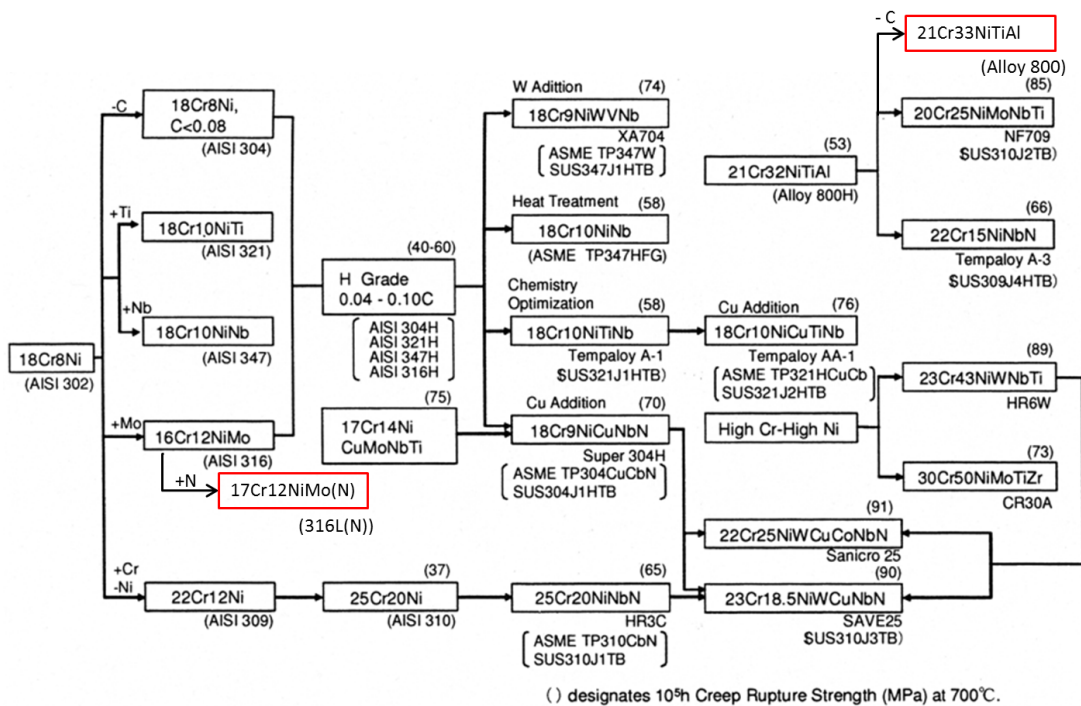 - C
21Cr33NiTiAl
(Alloy 800)
-C
18Cr8Ni,
C<0.08
(AISI 304)
W Adittion
(74)
18Cr9NiWVNb
XA704
ASME TP347W
SUS347J1HTB
(85)
20Cr25NiMoNbTi
NF709
$US310J2TB)
(53)
21Cr32NiTiAl
(Alloy 800H)
+Ti
18Cr10NiTi
(AISI 321)
Heat Treatment
(58)
18Cr10NiNb
(ASME TP347HFG)
(66)
22Cr15NiNbN
Tempaloy A-3
$US309J4HTB)
(40-60)
H Grade
0.04 - 0.10C
AISI 304H
AISI 321H
AISI 347H
AISI 316H
+Nb
18Cr10NiNb
(AISI 347)
Chemistry
Optimization
(58)
18Cr10NiTiNb
Tempaloy A-1
$US321J1HTB)
Cu Addition
(76)
18Cr10NiCuTiNb
Tempaloy AA-1
ASME TP321HCuCb
SUS321J2HTB
18Cr8Ni
(AISI 302)
(89)
23Cr43NiWNbTi
HR6W
+Mo
16Cr12NiMo
(AISI 316)
(75)
17Cr14Ni
CuMoNbTi
Cu Addition
(70)
18Cr9NiCuNbN
Super 304H
ASME TP304CuCbN
SUS304J1HTB
High Cr-High Ni
(73)
30Cr50NiMoTiZr
CR30A
+N
17Cr12NiMo(N)
(316L(N))
(91)
22Cr25NiWCuCoNbN
Sanicro 25
+Cr
-Ni
22Cr12Ni
(AISI 309)
(37)
25Cr20Ni
(AISI 310)
(65)
25Cr20NiNbN
HR3C
ASME TP310CbN
SUS310J1TB
(90)
23Cr18.5NiWCuNbN
SAVE25
$US310J3TB)
( ) designates 10⁵h Creep Rupture Strength (MPa) at 700℃.